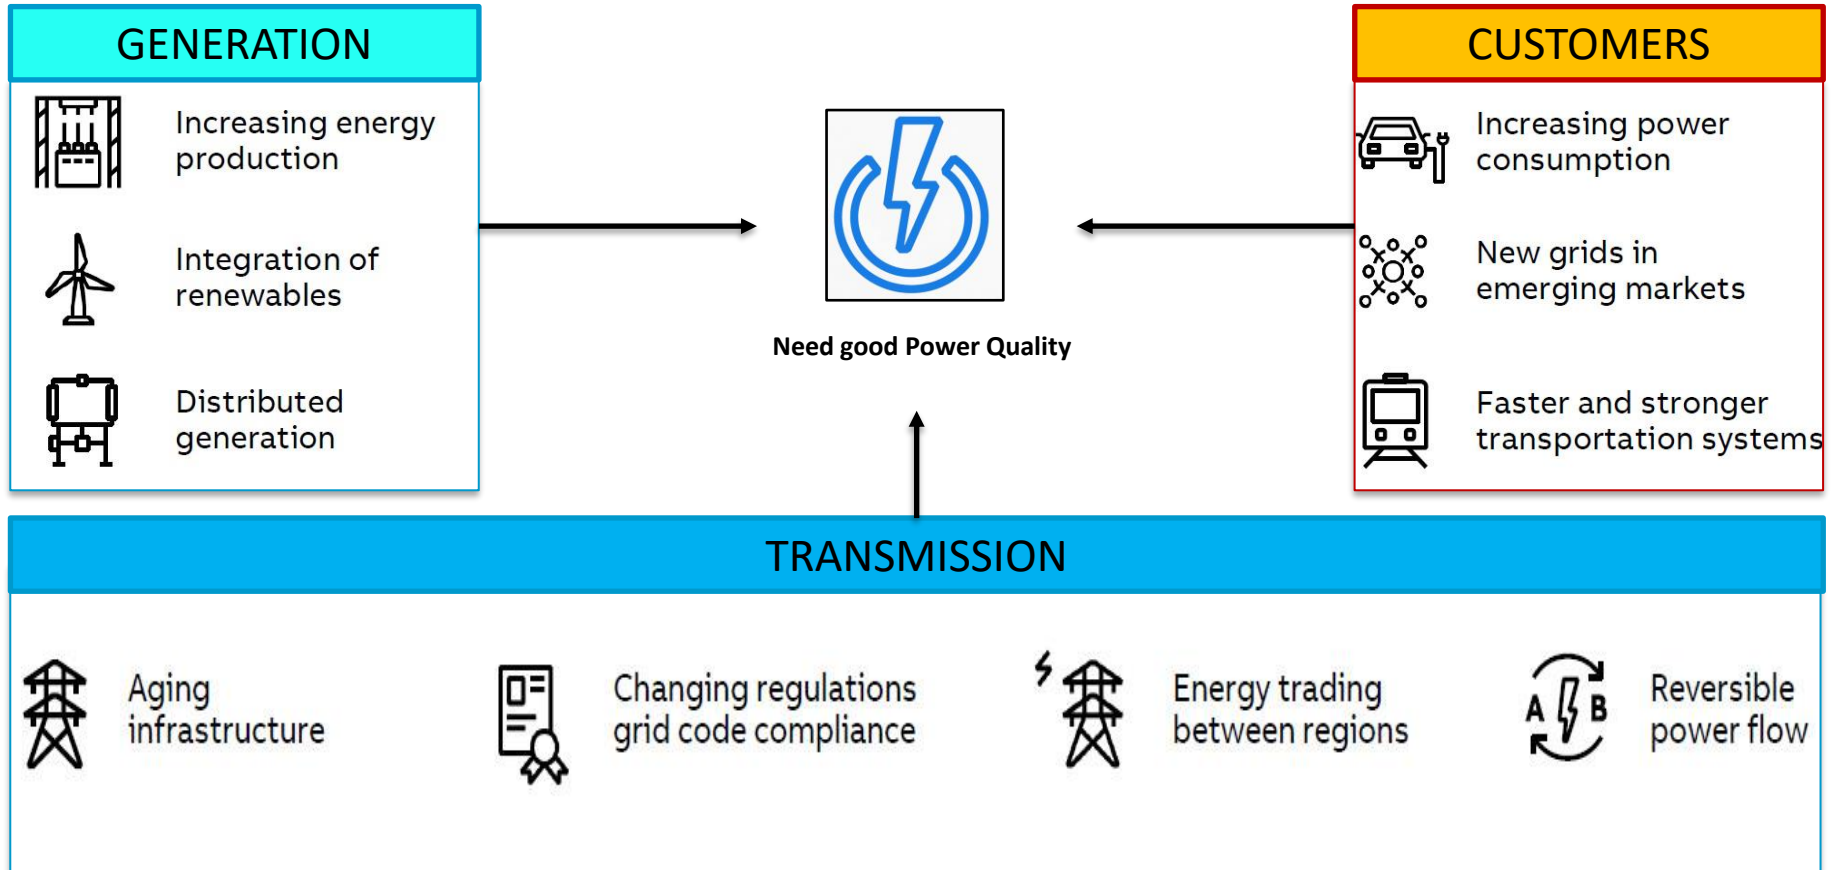 GENERATION
Increasing energy
production
Integration of
renewables
Distributed
generation
Need good Power Quality
CUSTOMERS
Increasing power
consumption
New grids in
emerging markets
Faster and stronger
transportation systems
TRANSMISSION
Aging
infrastructure
Changing regulations
grid code compliance
Energy trading
between regions
A B
Reversible
power flow